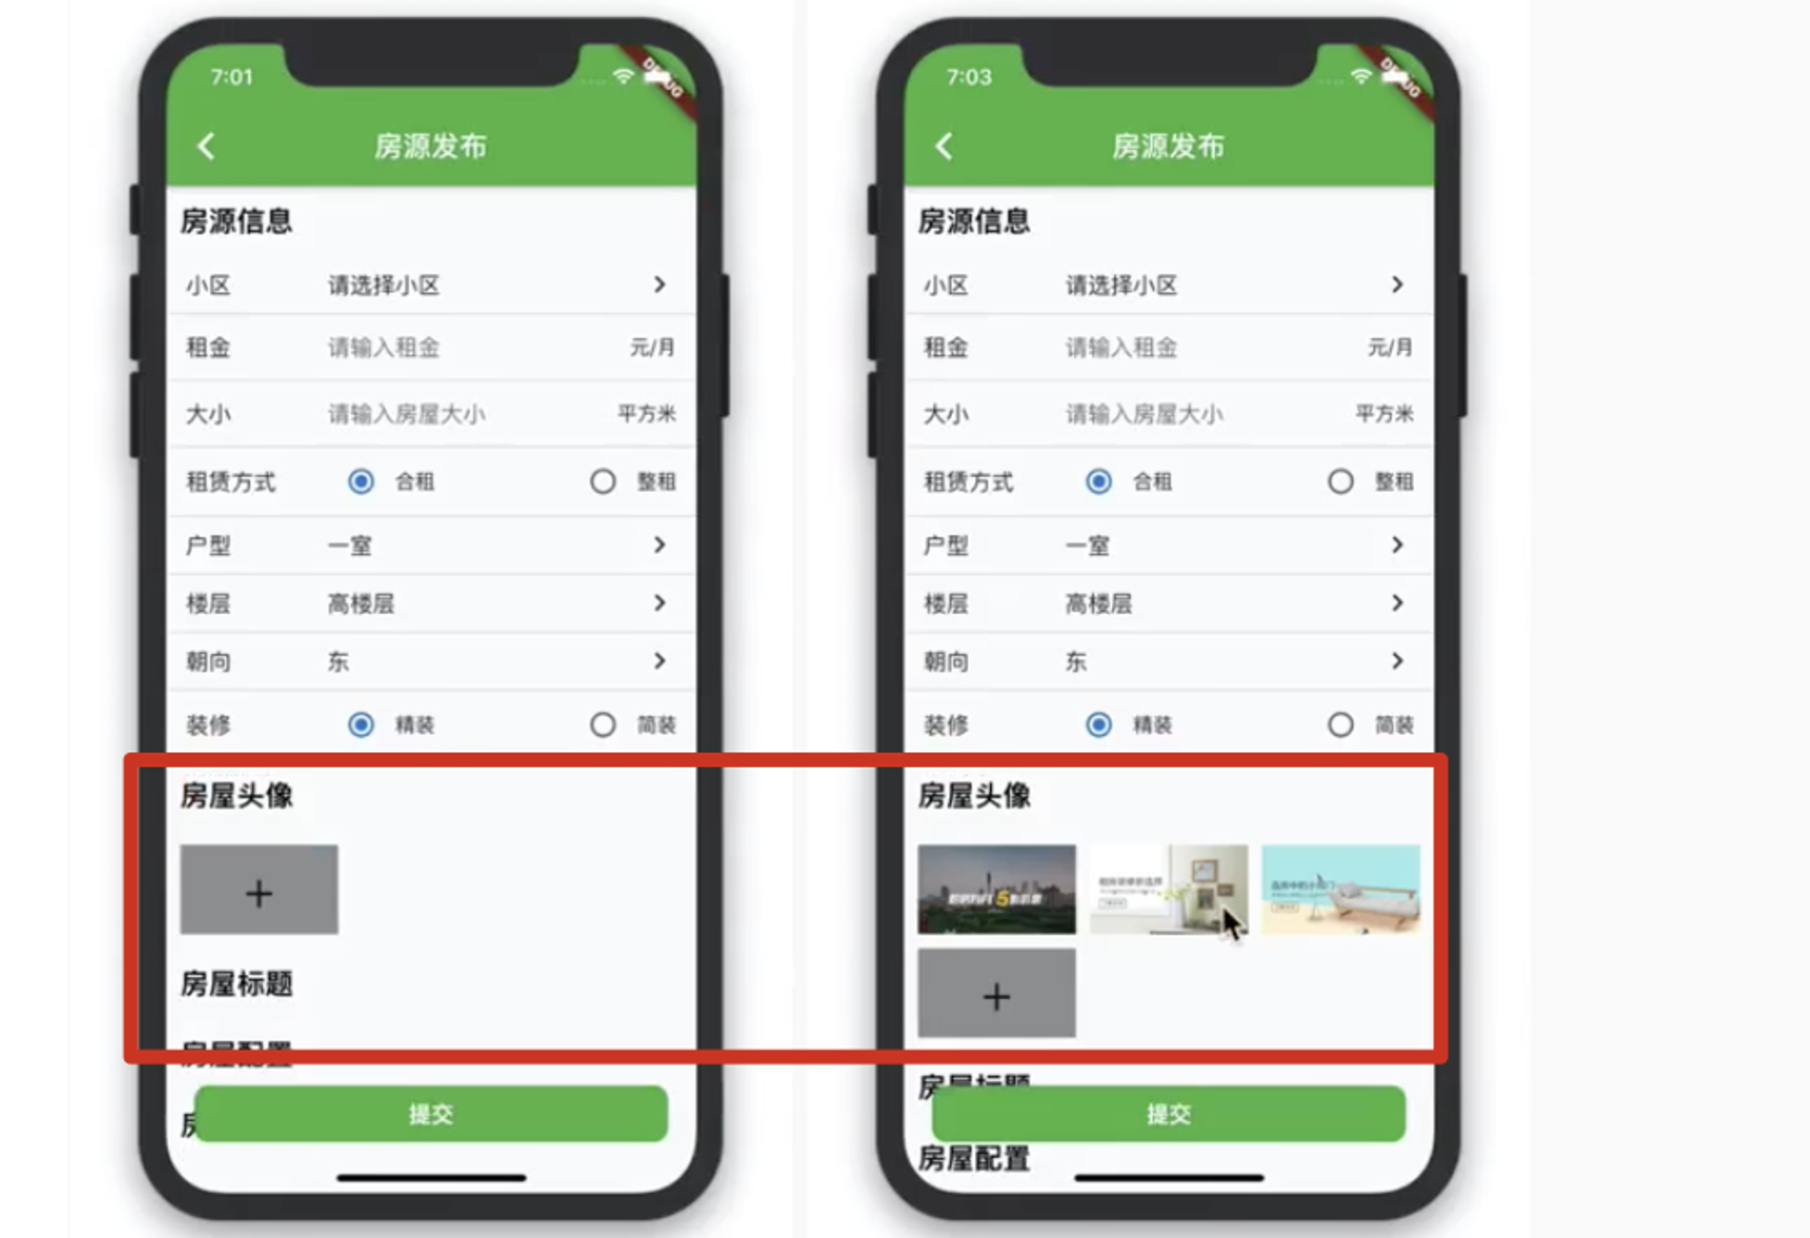 7:01
DEBUG
房源发布
房源信息
小区 请选择小区
租金 请输入租金 元/月
大小 请输入房屋大小 平方米
租赁方式 合租 整租
户型 一室
楼层 高楼层
朝向 东
装修 精装 简装
房屋头像
+
房屋标题
房屋配置
房
提交
7:03
DEBUG
房源发布
房源信息
小区 请选择小区
租金 请输入租金 元/月
大小 请输入房屋大小 平方米
租赁方式 合租 整租
户型 一室
楼层 高楼层
朝向 东
装修 精装 简装
房屋头像
+
房屋标题
提交
房屋配置